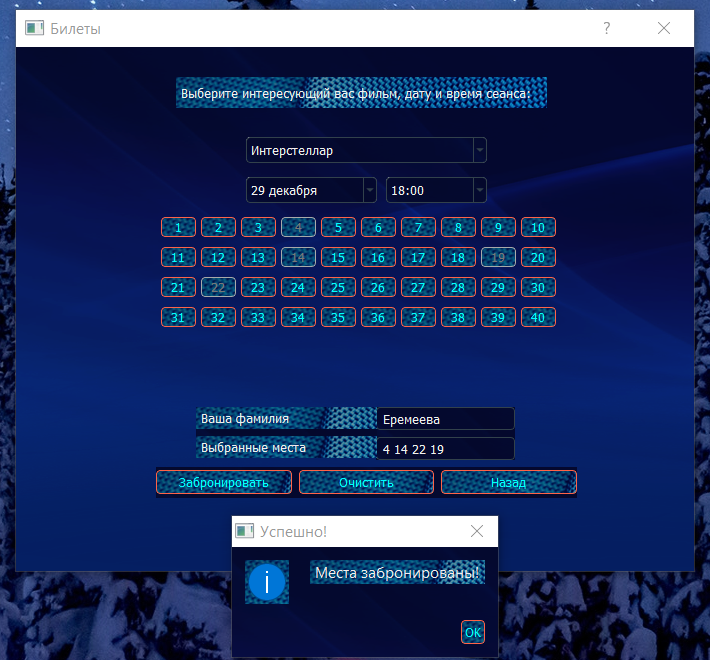 Билеты ?
Выберите интересующий вас фильм, дату и время сеанса:
Интерстеллар
29 декабря 18:00
1 2 3 4 5 6 7 8 9 10
11 12 13 14 15 16 17 18 19 20
21 22 23 24 25 26 27 28 29 30
31 32 33 34 35 36 37 38 39 40
Ваша фамилия Еремеева
Выбранные места 4 14 22 19
Забронировать Очистить Назад
Успешно!
i Места забронированы!
OK